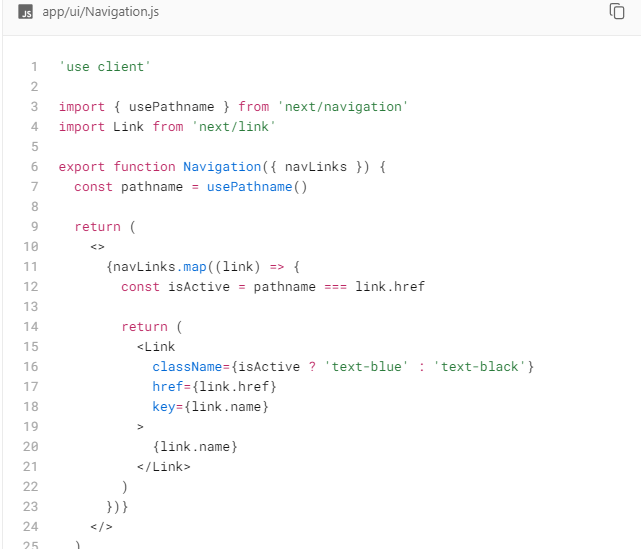 JS app/ui/Navigation.js
1 'use client'
2
3 import { usePathname } from 'next/navigation'
4 import Link from 'next/link'
5
6 export function Navigation({ navLinks }) {
7   const pathname = usePathname()
8
9   return (
10     <>
11       {navLinks.map((link) => {
12         const isActive = pathname === link.href
13
14         return (
15           <Link
16             className={isActive ? 'text-blue' : 'text-black'}
17             href={link.href}
18             key={link.name}
19           >
20             {link.name}
21           </Link>
22         )
23       })}
24     </>
25   )